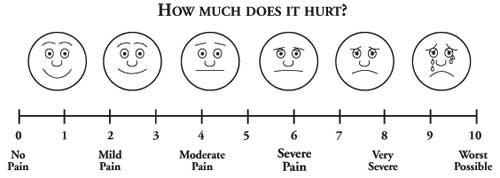 HOW MUCH DOES IT HURT?
0 1 2 3 4 5 6 7 8 9 10
No Pain
Mild Pain
Moderate Pain
Severe Pain
Very Severe
Worst Possible